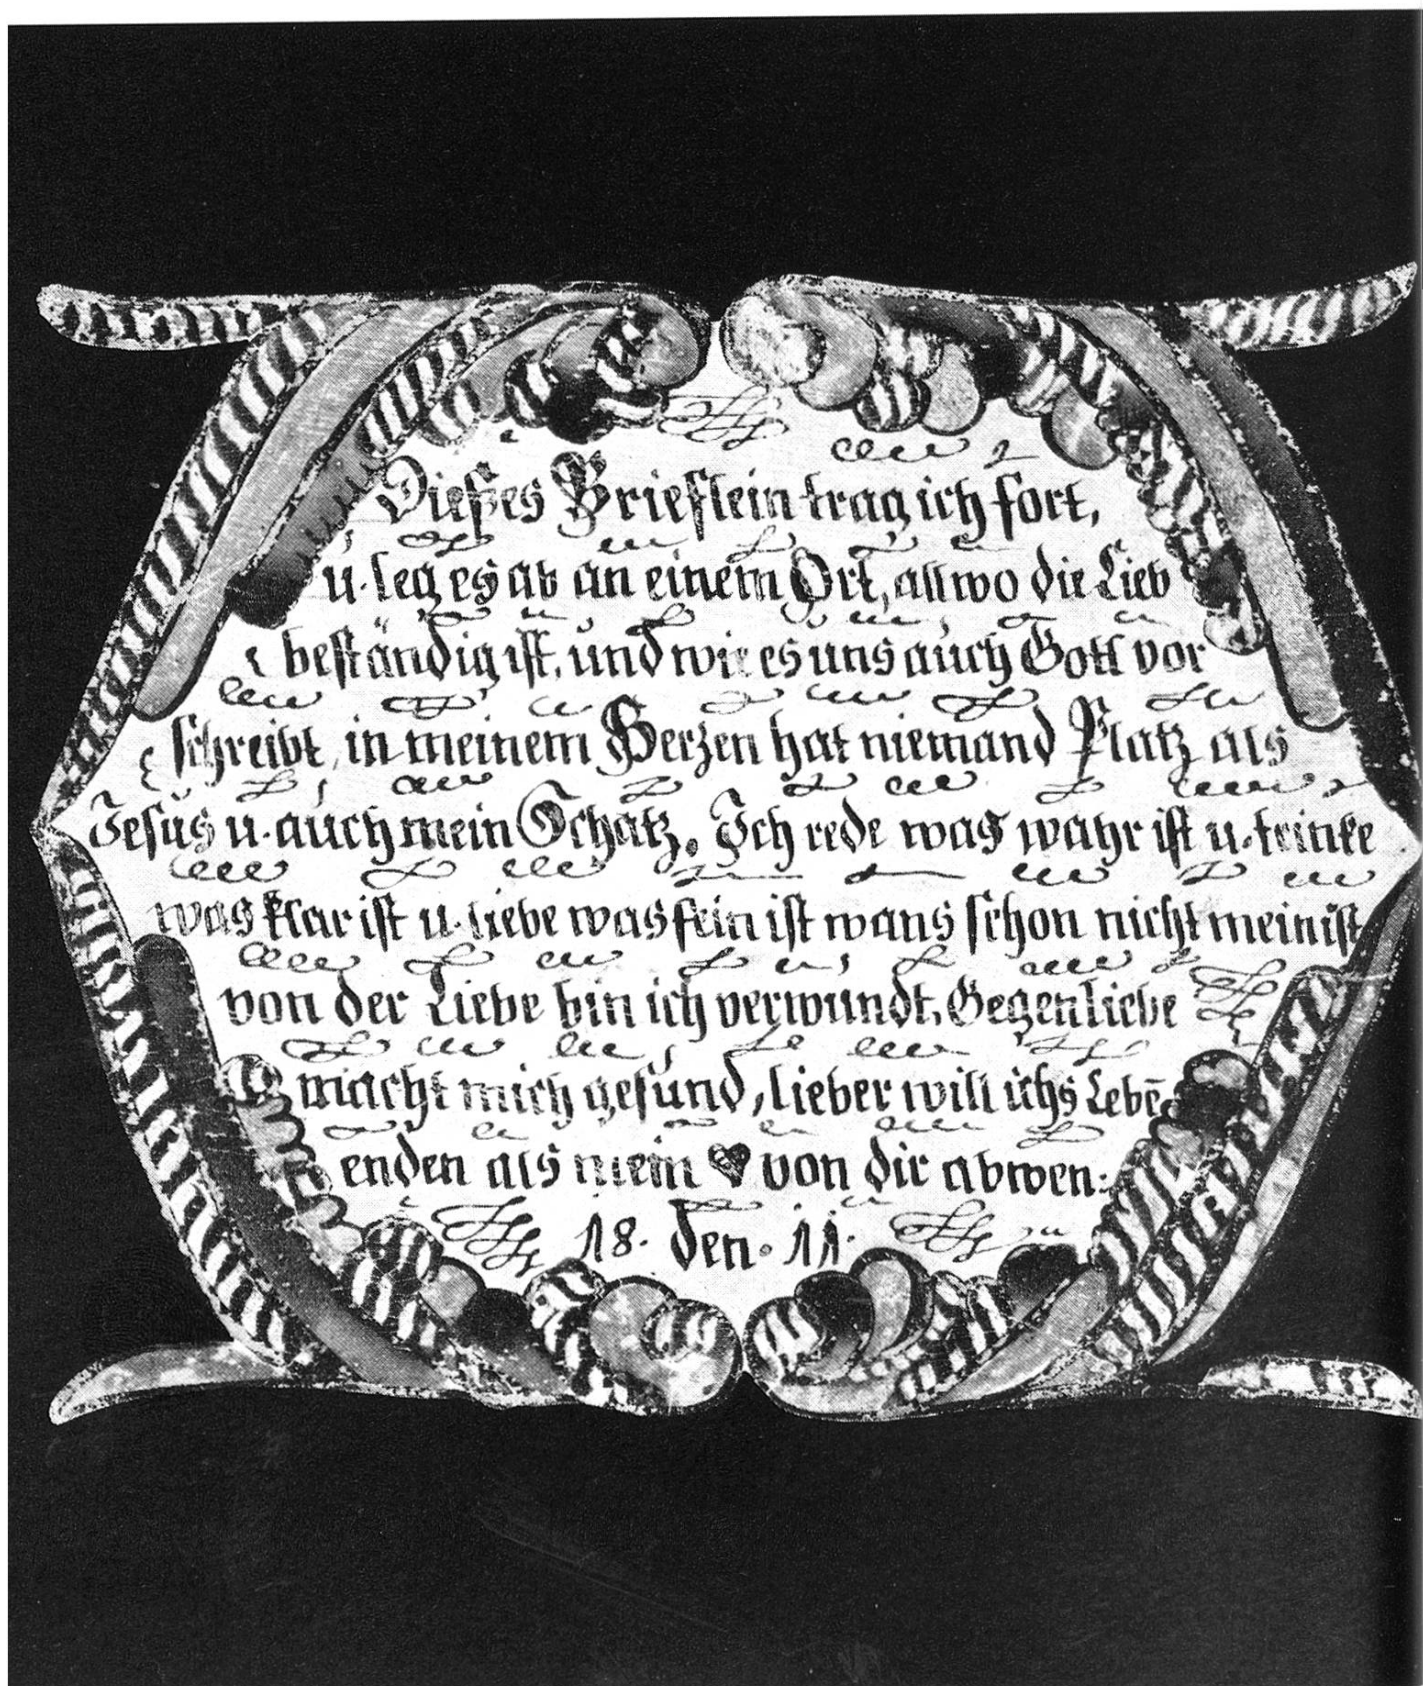 Dießes Brieflein trag ich fort,
u. leg es ab an einem Ort, allwo die Lieb
beständig ist, und wie es uns auch Gott vor
schreibt, in meinem Herzen hat niemand Platz als
Jesus u. auch mein Schatz. Ich rede was wahr ist u. trinke
was klar ist u. liebe was fein ist wans schon nicht mein ist
von der Liebe bin ich verwundt, Gegenliebe
macht mich gesund, lieber will ichs Lebē
enden als mein ♥ von dir abwen:
18. den. 11.